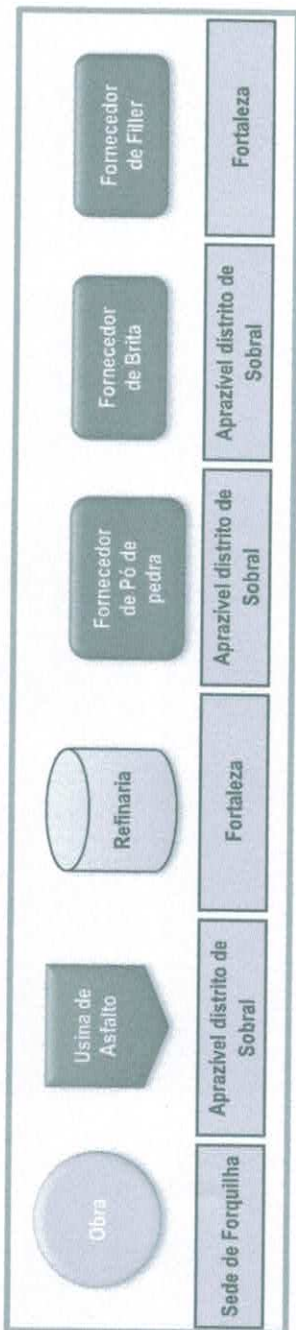 Obra
Usina de
Asfalto
Refinaria
Fornecedor
de Pó de
pedra
Fornecedor
de Brita
Fornecedor
de Filler
Sede de Forquilha
Aprazível distrito de
Sobral
Fortaleza
Aprazível distrito de
Sobral
Aprazível distrito de
Sobral
Fortaleza